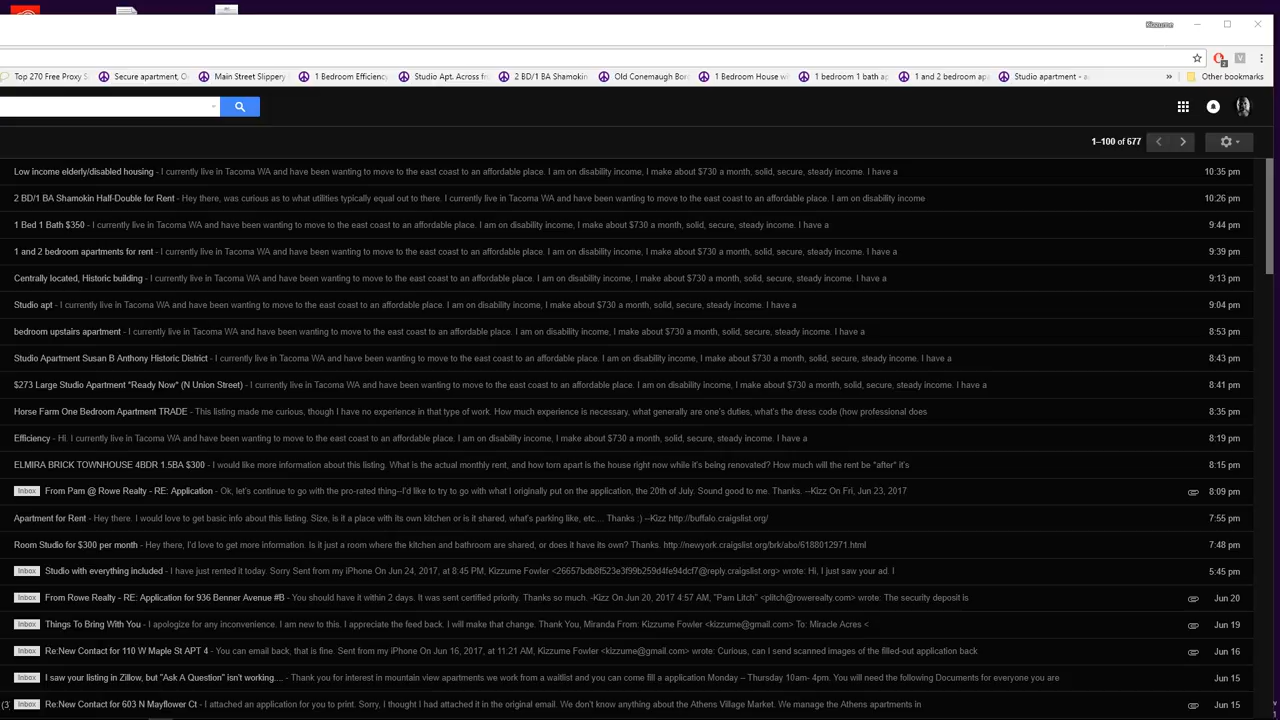 Kizzume
Top 270 Free Proxy S Secure apartment, O Main Street Slippery 1 Bedroom Efficiency Studio Apt. Across fr 2 BD/1 BA Shamokin Old Conemaugh Bor 1 Bedroom House wi 1 bedroom 1 bath ap 1 and 2 bedroom apa Studio apartment - a » Other bookmarks
1–100 of 677
Low income elderly/disabled housing - I currently live in Tacoma WA and have been wanting to move to the east coast to an affordable place. I am on disability income, I make about $730 a month, solid, secure, steady income. I have a 10:35 pm
2 BD/1 BA Shamokin Half-Double for Rent - Hey there, was curious as to what utilities typically equal out to there. I currently live in Tacoma WA and have been wanting to move to the east coast to an affordable place. I am on disability income 10:26 pm
1 Bed 1 Bath $350 - I currently live in Tacoma WA and have been wanting to move to the east coast to an affordable place. I am on disability income, I make about $730 a month, solid, secure, steady income. I have a 9:44 pm
1 and 2 bedroom apartments for rent - I currently live in Tacoma WA and have been wanting to move to the east coast to an affordable place. I am on disability income, I make about $730 a month, solid, secure, steady income. I have a 9:39 pm
Centrally located, Historic building - I currently live in Tacoma WA and have been wanting to move to the east coast to an affordable place. I am on disability income, I make about $730 a month, solid, secure, steady income. I have a 9:13 pm
Studio apt - I currently live in Tacoma WA and have been wanting to move to the east coast to an affordable place. I am on disability income, I make about $730 a month, solid, secure, steady income. I have a 9:04 pm
bedroom upstairs apartment - I currently live in Tacoma WA and have been wanting to move to the east coast to an affordable place. I am on disability income, I make about $730 a month, solid, secure, steady income. I have a 8:53 pm
Studio Apartment Susan B Anthony Historic District - I currently live in Tacoma WA and have been wanting to move to the east coast to an affordable place. I am on disability income, I make about $730 a month, solid, secure, steady income. I have a 8:43 pm
$273 Large Studio Apartment *Ready Now* (N Union Street) - I currently live in Tacoma WA and have been wanting to move to the east coast to an affordable place. I am on disability income, I make about $730 a month, solid, secure, steady income. I have a 8:41 pm
Horse Farm One Bedroom Apartment TRADE - This listing made me curious, though I have no experience in that type of work. How much experience is necessary, what generally are one's duties, what's the dress code (how professional does 8:35 pm
Efficiency - Hi. I currently live in Tacoma WA and have been wanting to move to the east coast to an affordable place. I am on disability income, I make about $730 a month, solid, secure, steady income. I have a 8:19 pm
ELMIRA BRICK TOWNHOUSE 4BDR 1.5BA $300 - I would like more information about this listing. What is the actual monthly rent, and how torn apart is the house right now while it's being renovated? How much will the rent be *after* it's 8:15 pm
Inbox From Pam @ Rowe Realty - RE: Application - Ok, let's continue to go with the pro-rated thing--I'd like to try to go with what I originally put on the application, the 20th of July. Sound good to me. Thanks. --Kizz On Fri, Jun 23, 2017 8:09 pm
Apartment for Rent - Hey there. I would love to get basic info about this listing. Size, is it a place with its own kitchen or is it shared, what's parking like, etc.... Thanks :) --Kizz http://buffalo.craigslist.org/ 7:55 pm
Room Studio for $300 per month - Hey there, I'd love to get more information. Is it just a room where the kitchen and bathroom are shared, or does it have its own? Thanks. http://newyork.craigslist.org/brk/abo/6188012971.html 7:48 pm
Inbox Studio with everything included - I have just rented it today. Sorry Sent from my iPhone On Jun 24, 2017, at 8:45 PM, Kizzume Fowler <26657bdb8f523e3f99b259d4fe94dcf7@reply.craigslist.org> wrote: Hi, I just saw your ad. I 5:45 pm
Inbox From Rowe Realty - RE: Application for 936 Benner Avenue #B - You should have it within 2 days. It was sent certified priority. Thanks so much. -Kizz On Jun 20, 2017 4:57 AM, "Pam Litch" <plitch@rowerealty.com> wrote: The security deposit is Jun 20
Inbox Things To Bring With You - I apologize for any inconvenience. I am new to this. I appreciate the feed back. I will make that change. Thank You, Miranda From: Kizzume Fowler <kizzume@gmail.com> To: Miracle Acres < Jun 19
Inbox Re:New Contact for 110 W Maple St APT 4 - You can email back, that is fine. Sent from my iPhone On Jun 16, 2017, at 11:21 AM, Kizzume Fowler <kizzume@gmail.com> wrote: Curious, can I send scanned images of the filled-out application back Jun 16
Inbox I saw your listing in Zillow, but "Ask A Question" isn't working.... - Thank you for interest in mountain view apartments we work from a waitlist and you can come fill a application Monday – Thursday 10am- 4pm. You will need the following Documents for everyone you are Jun 15
(3 Inbox Re:New Contact for 603 N Mayflower Ct - I attached an application for you to print. Sorry, I thought I had attached it in the original email. We don't know anything about the Athens Village Market. We manage the Athens apartments in Jun 15